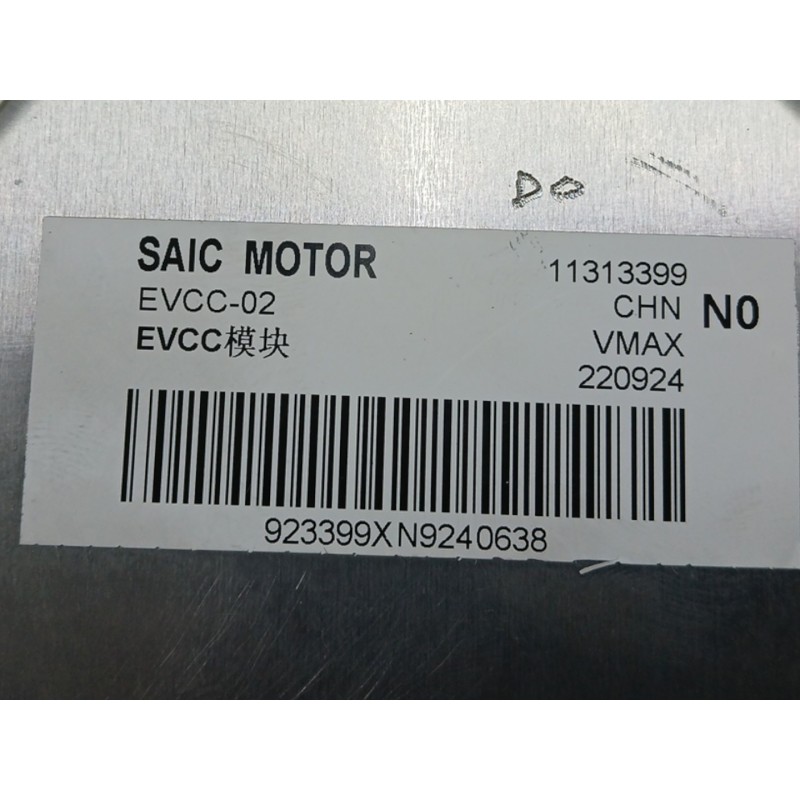 DO
SAIC MOTOR
11313399
EVCC-02
CHN N0
EVCC模块
VMAX
220924
923399XN9240638